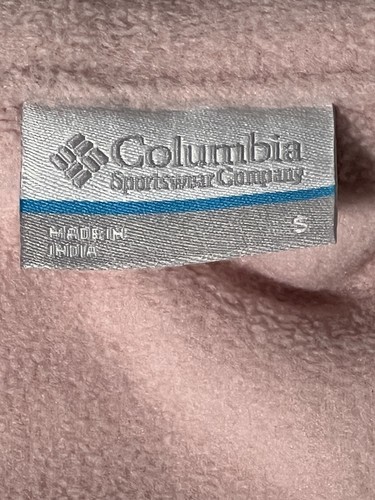 Columbia
Sportswear Company
MADE IN
INDIA
S